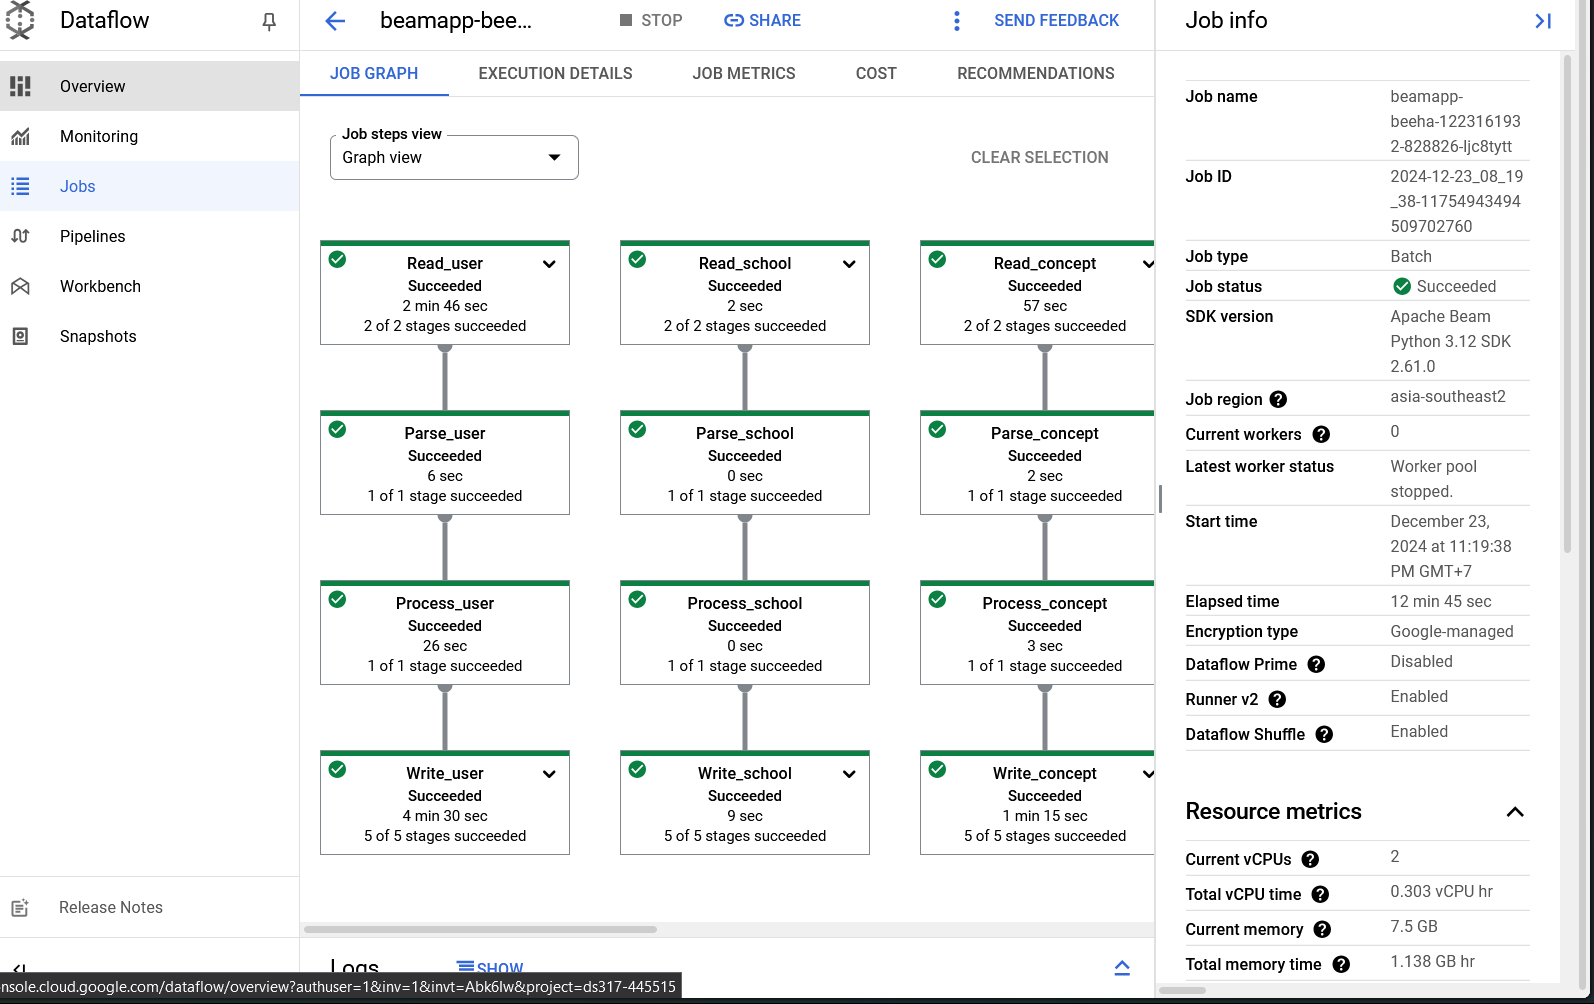 Dataflow
Overview
Monitoring
Jobs
Pipelines
Workbench
Snapshots
Release Notes
beamapp-bee...
STOP
SHARE
SEND FEEDBACK
JOB GRAPH
EXECUTION DETAILS
JOB METRICS
COST
RECOMMENDATIONS
Job steps view
Graph view
CLEAR SELECTION
Read_user
Succeeded
2 min 46 sec
2 of 2 stages succeeded
Read_school
Succeeded
2 sec
2 of 2 stages succeeded
Read_concept
Succeeded
57 sec
2 of 2 stages succeeded
Parse_user
Succeeded
6 sec
1 of 1 stage succeeded
Parse_school
Succeeded
0 sec
1 of 1 stage succeeded
Parse_concept
Succeeded
2 sec
1 of 1 stage succeeded
Process_user
Succeeded
26 sec
1 of 1 stage succeeded
Process_school
Succeeded
0 sec
1 of 1 stage succeeded
Process_concept
Succeeded
3 sec
1 of 1 stage succeeded
Write_user
Succeeded
4 min 30 sec
5 of 5 stages succeeded
Write_school
Succeeded
9 sec
5 of 5 stages succeeded
Write_concept
Succeeded
1 min 15 sec
5 of 5 stages succeeded
Logs
SHOW
nsole.cloud.google.com/dataflow/overview?authuser=1&inv=1&invt=Abk6Iw&project=ds317-445515
Job info
Job name
beamapp-
beeha-122316193
2-828826-ljc8tytt
Job ID
2024-12-23_08_19
_38-11754943494
509702760
Job type
Batch
Job status
Succeeded
SDK version
Apache Beam
Python 3.12 SDK
2.61.0
Job region
asia-southeast2
Current workers
0
Latest worker status
Worker pool
stopped.
Start time
December 23,
2024 at 11:19:38
PM GMT+7
Elapsed time
12 min 45 sec
Encryption type
Google-managed
Dataflow Prime
Disabled
Runner v2
Enabled
Dataflow Shuffle
Enabled
Resource metrics
Current vCPUs
2
Total vCPU time
0.303 vCPU hr
Current memory
7.5 GB
Total memory time
1.138 GB hr